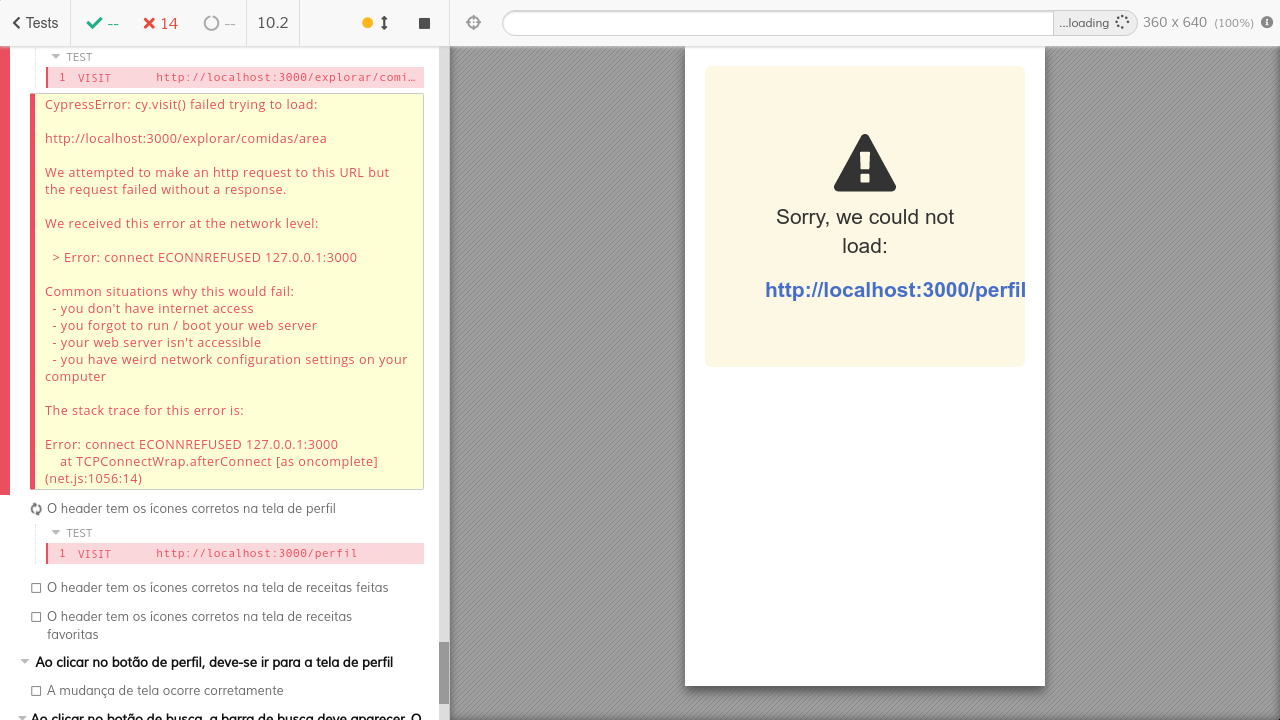 Tests
--
14
--
10.2
...loading
360 x 640 (100%)
TEST
1 VISIT http://localhost:3000/explorar/comi…
CypressError: cy.visit() failed trying to load:
http://localhost:3000/explorar/comidas/area
We attempted to make an http request to this URL but
the request failed without a response.
We received this error at the network level:
> Error: connect ECONNREFUSED 127.0.0.1:3000
Common situations why this would fail:
- you don't have internet access
- you forgot to run / boot your web server
- your web server isn't accessible
- you have weird network configuration settings on your
computer
The stack trace for this error is:
Error: connect ECONNREFUSED 127.0.0.1:3000
at TCPConnectWrap.afterConnect [as oncomplete]
(net.js:1056:14)
O header tem os ícones corretos na tela de perfil
TEST
1 VISIT http://localhost:3000/perfil
O header tem os ícones corretos na tela de receitas feitas
O header tem os ícones corretos na tela de receitas
favoritas
Ao clicar no botão de perfil, deve-se ir para a tela de perfil
A mudança de tela ocorre corretamente
Ao clicar no botão de busca, a barra de busca deve aparecer. O
Sorry, we could not
load:
http://localhost:3000/perfil